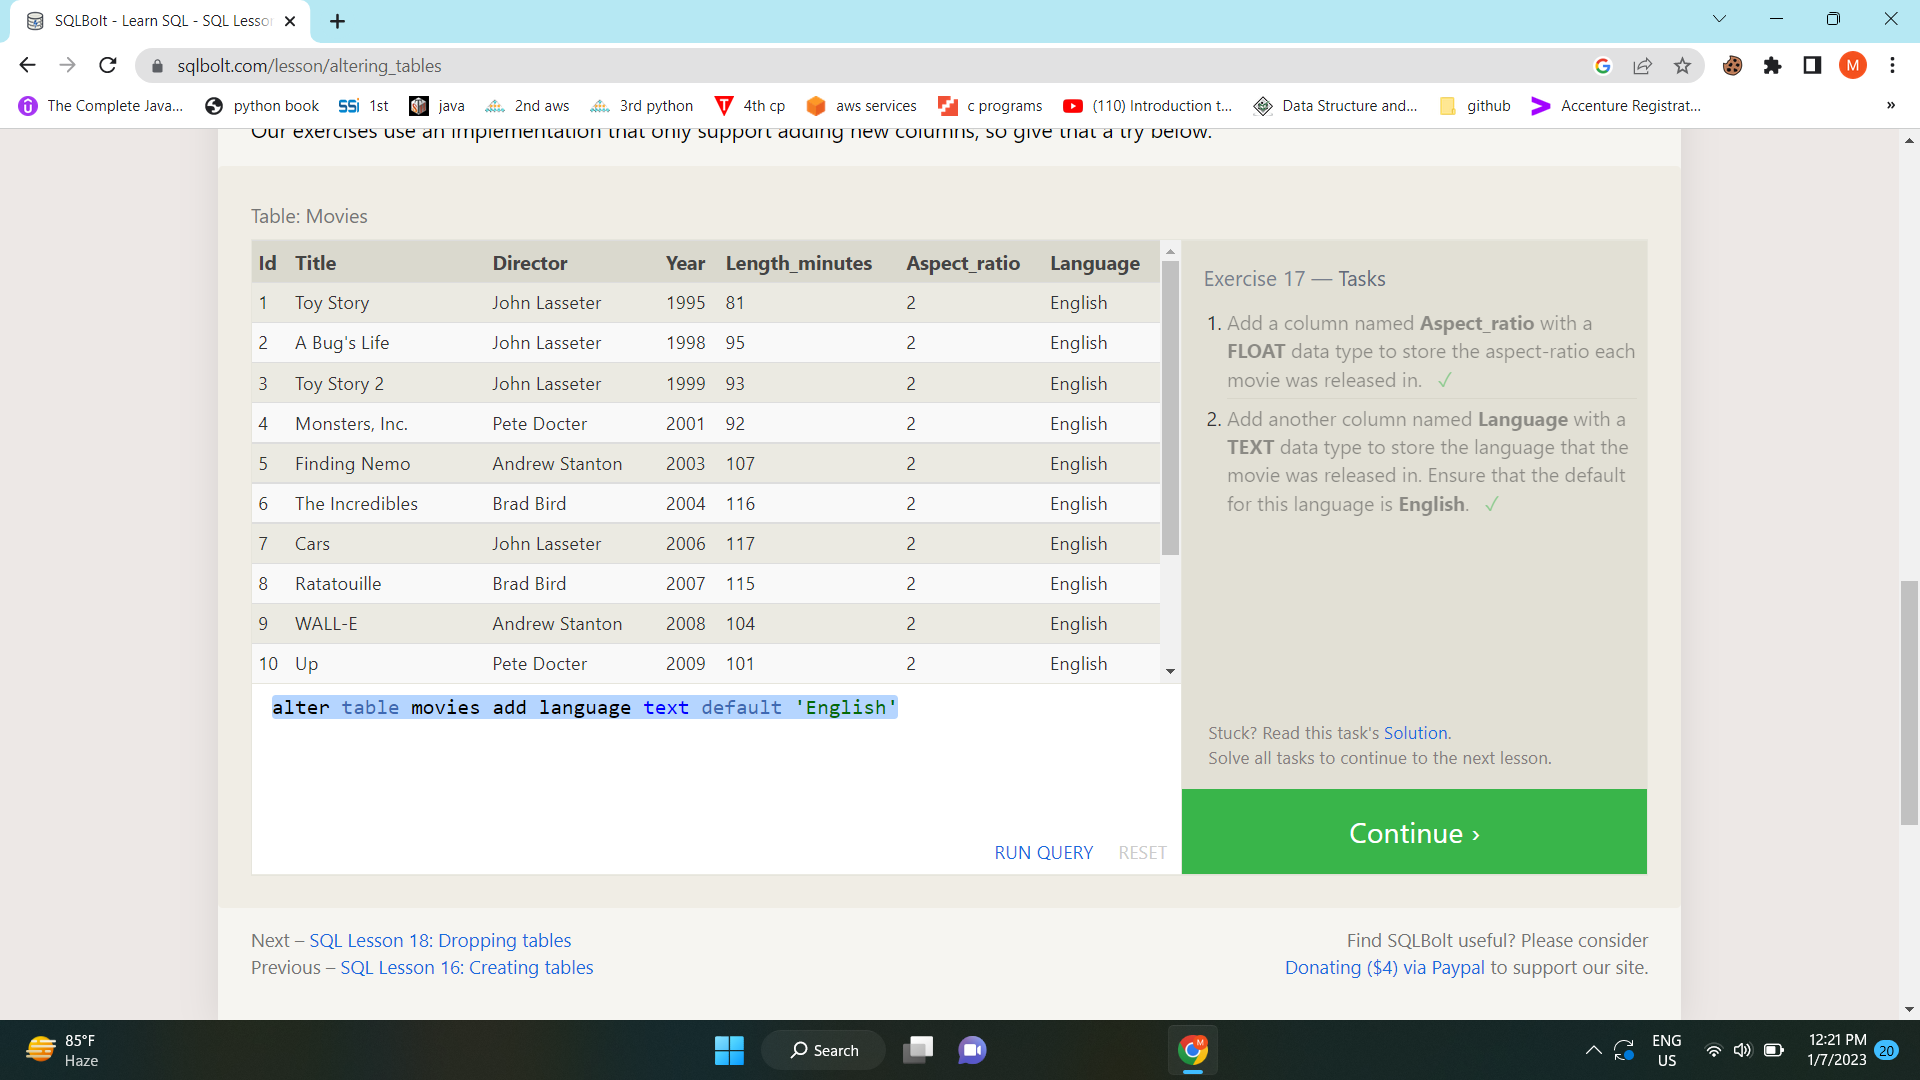 SQLBolt - Learn SQL - SQL Lesson
sqlbolt.com/lesson/altering_tables
M
The Complete Java... python book SSi 1st java 2nd aws 3rd python 4th cp aws services c programs (110) Introduction t... Data Structure and... github Accenture Registrat... »
Our exercises use an implementation that only support adding new columns, so give that a try below.
Table: Movies
Id Title Director Year Length_minutes Aspect_ratio Language
1 Toy Story John Lasseter 1995 81 2 English
2 A Bug's Life John Lasseter 1998 95 2 English
3 Toy Story 2 John Lasseter 1999 93 2 English
4 Monsters, Inc. Pete Docter 2001 92 2 English
5 Finding Nemo Andrew Stanton 2003 107 2 English
6 The Incredibles Brad Bird 2004 116 2 English
7 Cars John Lasseter 2006 117 2 English
8 Ratatouille Brad Bird 2007 115 2 English
9 WALL-E Andrew Stanton 2008 104 2 English
10 Up Pete Docter 2009 101 2 English
alter table movies add language text default 'English'
RUN QUERY RESET
Exercise 17 — Tasks
1. Add a column named Aspect_ratio with a
FLOAT data type to store the aspect-ratio each
movie was released in. ✓
2. Add another column named Language with a
TEXT data type to store the language that the
movie was released in. Ensure that the default
for this language is English. ✓
Stuck? Read this task's Solution.
Solve all tasks to continue to the next lesson.
Continue ›
Next – SQL Lesson 18: Dropping tables
Previous – SQL Lesson 16: Creating tables
Find SQLBolt useful? Please consider
Donating ($4) via Paypal to support our site.
85°F
Haze
Search
M
ENG
US
12:21 PM
1/7/2023
20